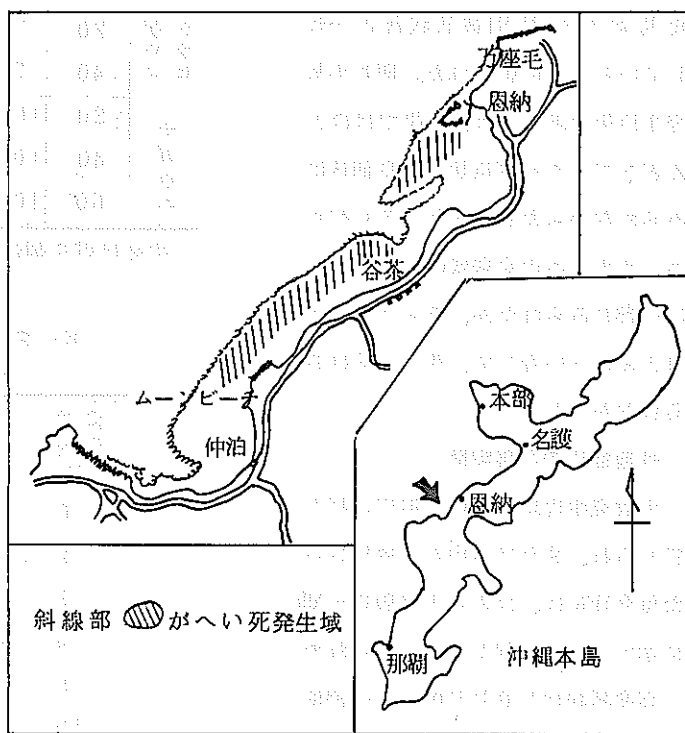 万座毛
恩納
谷茶
ムーンビーチ
仲泊
本部
名護
恩納
那覇
沖縄本島
斜線部がへい死発生域